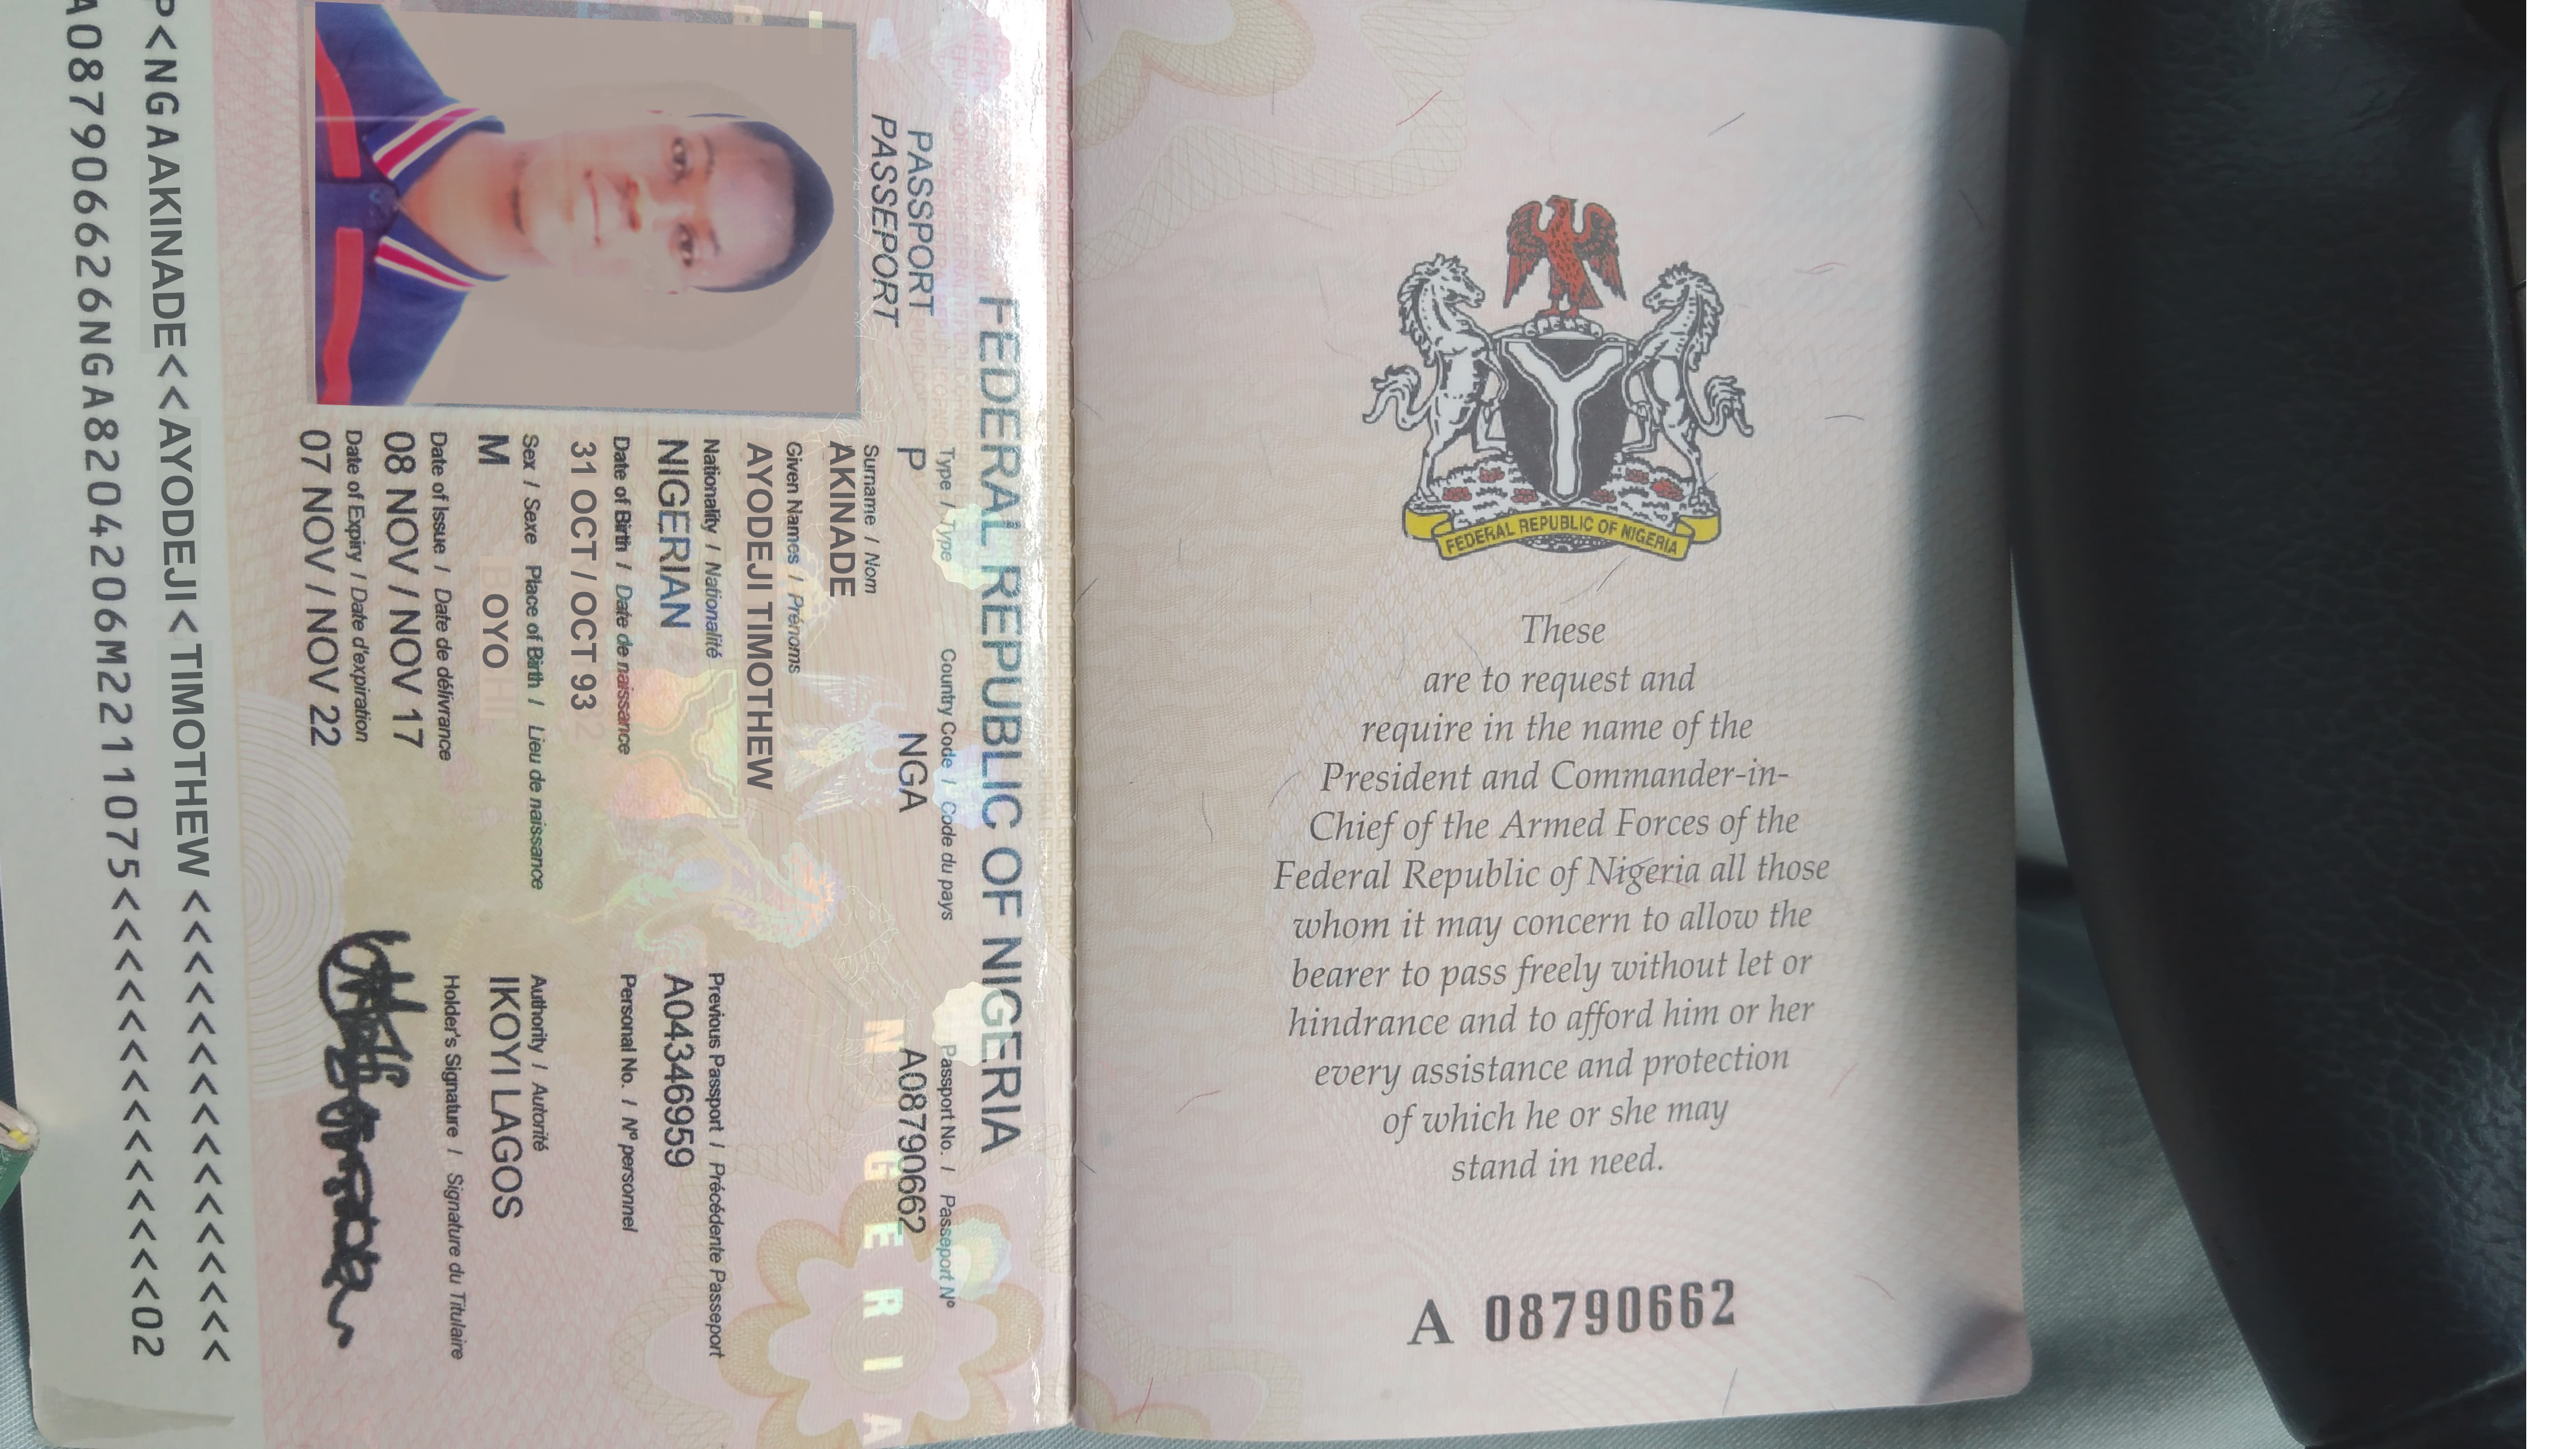 FEDERAL REPUBLIC OF NIGERIA
PASSPORT
PASSEPORT
Type / Type
Country Code / Code du pays
Passport No. / Passeport Nº
P
NGA
A08790662
Surname / Nom
AKINADE
Given Names / Prénoms
AYODEJI TIMOTHEW
Nationality / Nationalité
NIGERIAN
Previous Passport / Précédente Passeport
A04346959
Date of Birth / Date de naissance
31 OCT / OCT 93
Personal No. / Nº personnel
Sex / Sexe
Place of Birth / Lieu de naissance
M
OYO
Authority / Autorité
IKOYI LAGOS
Date of Issue / Date de délivrance
08 NOV / NOV 17
Holder's Signature / Signature du Titulaire
Date of Expiry / Date d'expiration
07 NOV / NOV 22
NIGERIA
P<NGAAKINADE<<AYODEJI<TIMOTHEW<<<<<<<<<<<<
A087906626NGA8204206M2211075<<<<<<<<<<<<<<02
FEDERAL REPUBLIC OF NIGERIA
These
are to request and
require in the name of the
President and Commander-in-
Chief of the Armed Forces of the
Federal Republic of Nigeria all those
whom it may concern to allow the
bearer to pass freely without let or
hindrance and to afford him or her
every assistance and protection
of which he or she may
stand in need.
A 08790662